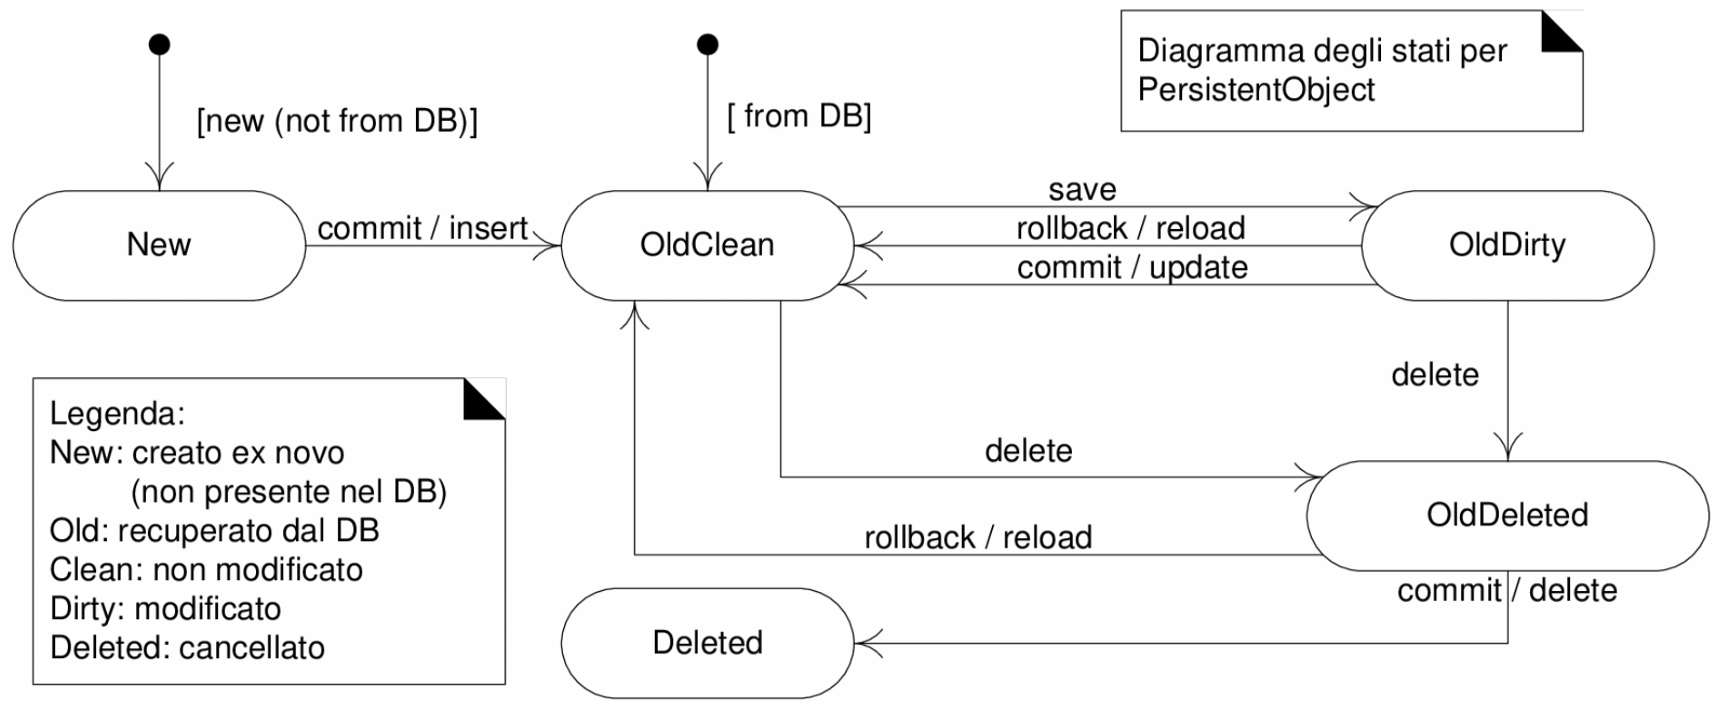 Diagramma degli stati per
PersistentObject
[new (not from DB)]
[ from DB]
New
commit / insert
OldClean
save
rollback / reload
commit / update
OldDirty
delete
delete
OldDeleted
rollback / reload
commit / delete
Deleted
Legenda:
New: creato ex novo
(non presente nel DB)
Old: recuperato dal DB
Clean: non modificato
Dirty: modificato
Deleted: cancellato